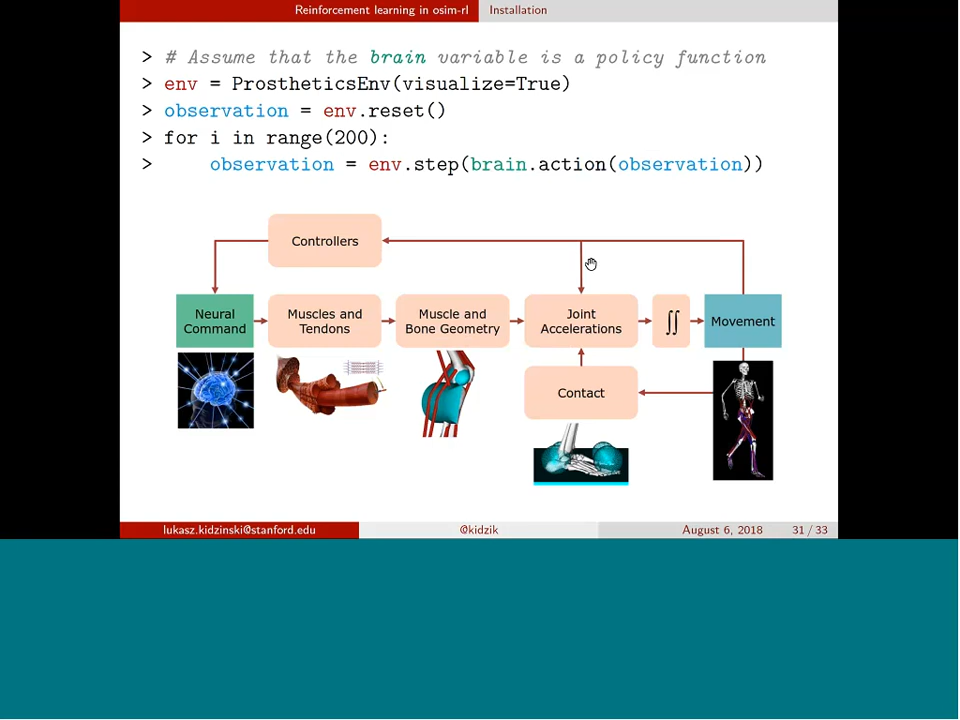 Reinforcement learning in osim-rl Installation
> # Assume that the brain variable is a policy function
> env = ProstheticsEnv(visualize=True)
> observation = env.reset()
> for i in range(200):
> observation = env.step(brain.action(observation))
Controllers
Neural
Command
Muscles and
Tendons
Muscle and
Bone Geometry
Joint
Accelerations
∬
Movement
Contact
lukasz.kidzinski@stanford.edu @kidzik August 6, 2018 31 / 33